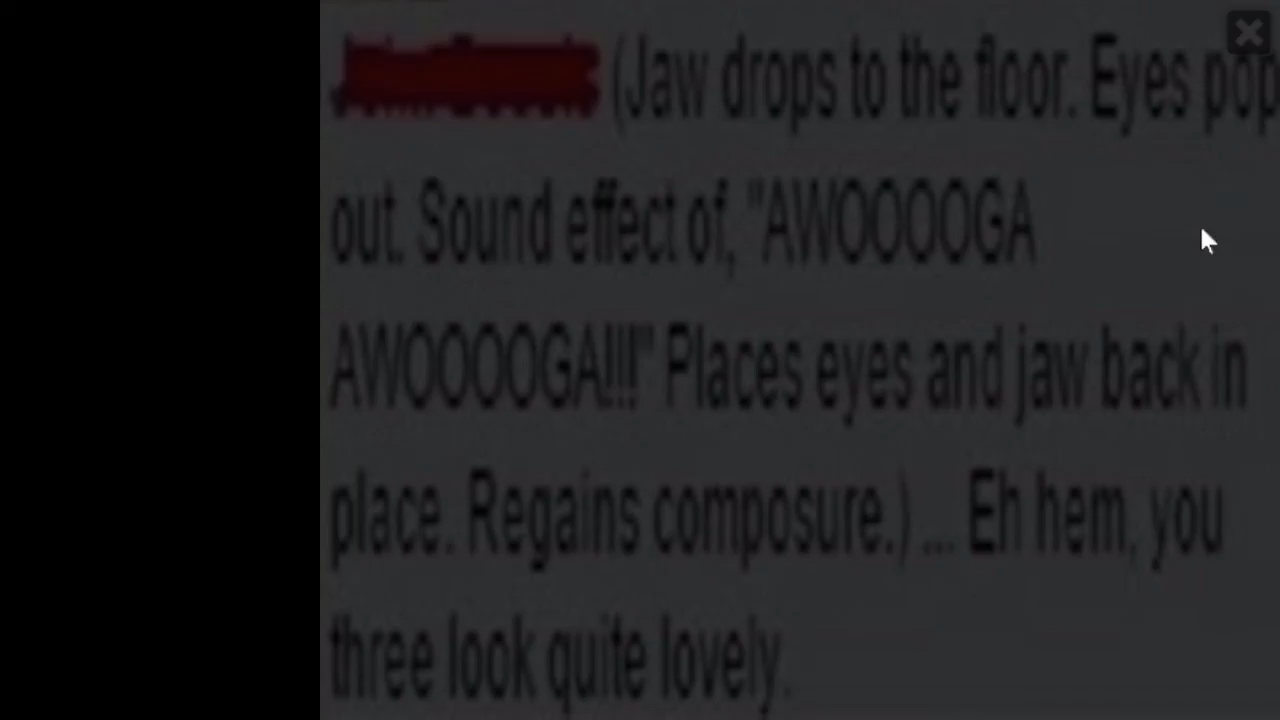 (Jaw drops to the floor. Eyes pop
out. Sound effect of, "AWOOOOGA
AWOOOOGA!!!" Places eyes and jaw back in
place. Regains composure.) ... Eh hem, you
three look quite lovely.